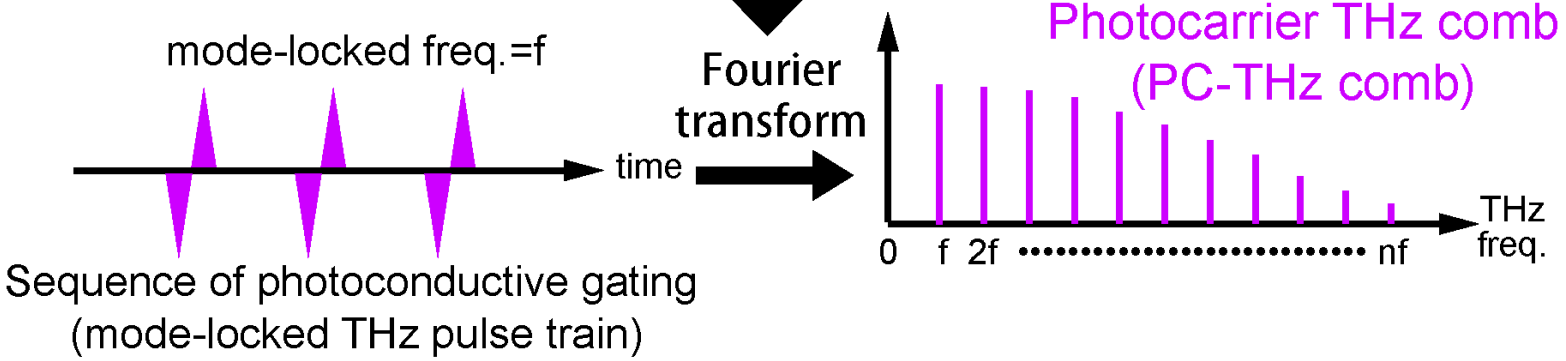 mode-locked freq.=f
time
Sequence of photoconductive gating
(mode-locked THz pulse train)
Fourier
transform
Photocarrier THz comb
(PC-THz comb)
0 f 2f nf
THz
freq.